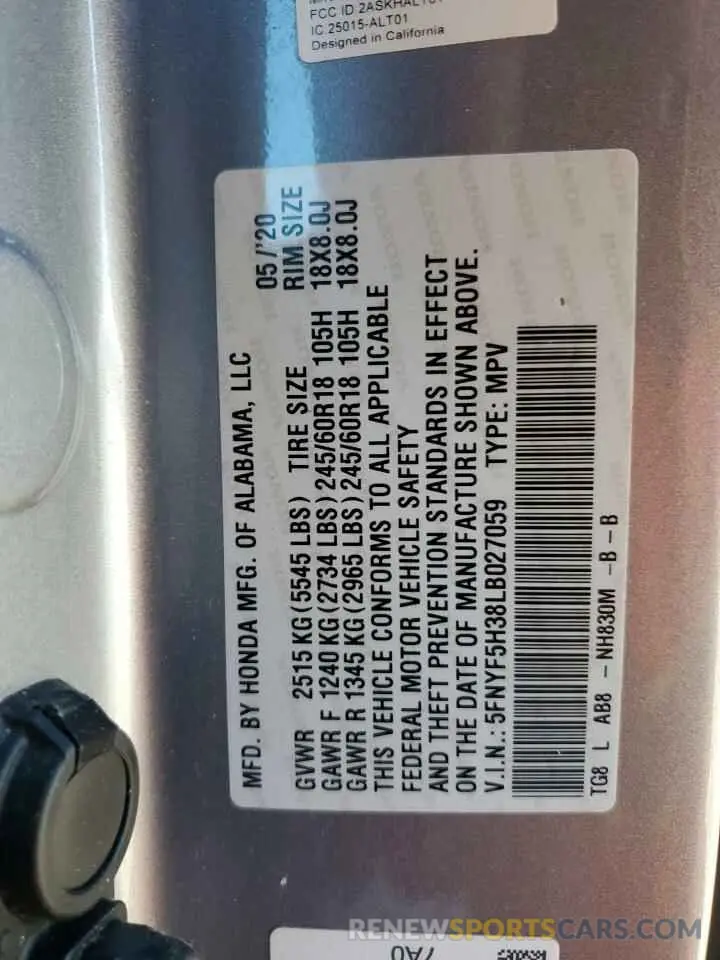 FCC ID 2ASKHAL
IC 25015-ALT01
Designed in California
MFD. BY HONDA MFG. OF ALABAMA, LLC 05/'20
GVWR 2515 KG(5545 LBS) TIRE SIZE RIM SIZE
GAWR F 1240 KG(2734 LBS)245/60R18 105H 18X8.0J
GAWR R 1345 KG(2965 LBS)245/60R18 105H 18X8.0J
THIS VEHICLE CONFORMS TO ALL APPLICABLE
FEDERAL MOTOR VEHICLE SAFETY
AND THEFT PREVENTION STANDARDS IN EFFECT
ON THE DATE OF MANUFACTURE SHOWN ABOVE.
V.I.N.: 5FNYF5H38LB027059 TYPE: MPV
TG8 L AB8 - NH830M -B-B
7A0
RENEWSPORTSCARS.COM